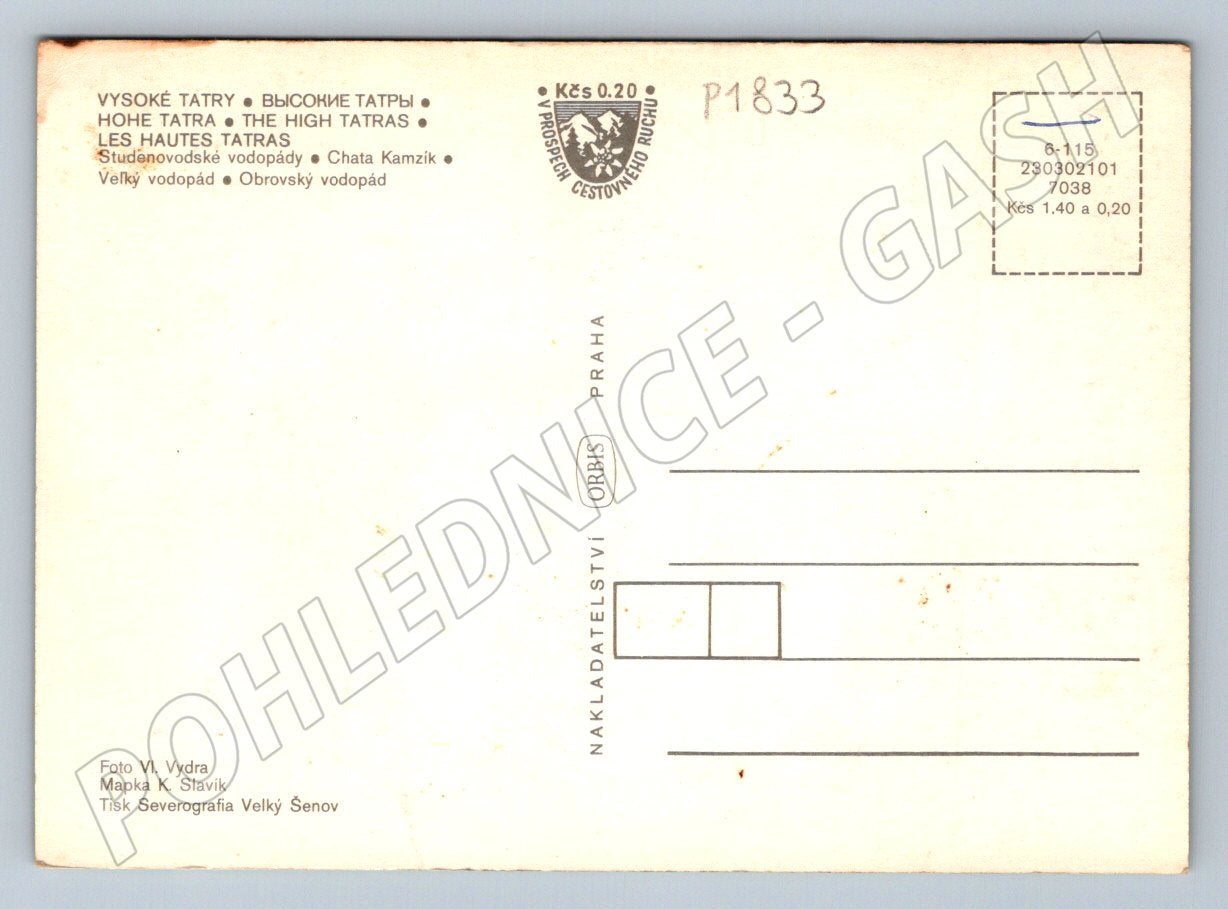 VYSOKÉ TATRY ● ВЫСОКИЕ ТАТРЫ ●
HOHE TATRA ● THE HIGH TATRAS ●
LES HAUTES TATRAS
Studenovodské vodopády ● Chata Kamzík ●
Veľký vodopád ● Obrovský vodopád
● Kčs 0.20 ●
V PROSPECH CESTOVNÉHO RUCHU
P1833
6-115
230302101
7038
Kčs 1.40 a 0,20
NAKLADATELSTVÍ ORBIS PRAHA
Foto Vl. Vydra
Mapka K. Slavík
Tisk Severografia Velký Šenov
POHLEDNICE - GASH